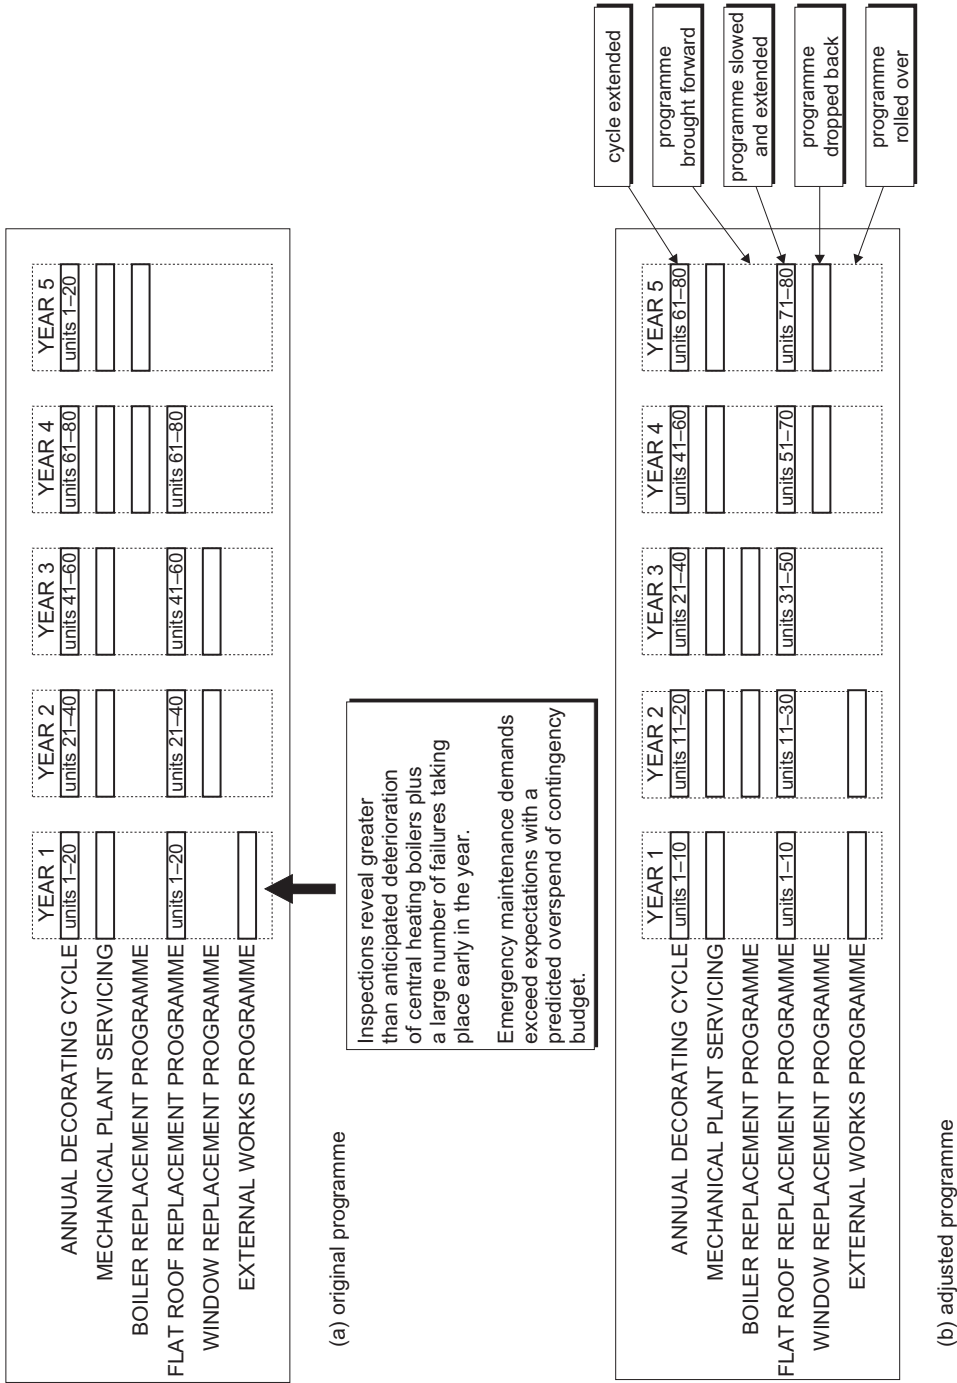 YEAR 1
YEAR 2
YEAR 3
YEAR 4
YEAR 5
ANNUAL DECORATING CYCLE
units 1–20
units 21–40
units 41–60
units 61–80
units 1–20
MECHANICAL PLANT SERVICING
BOILER REPLACEMENT PROGRAMME
FLAT ROOF REPLACEMENT PROGRAMME
units 1–20
units 21–40
units 41–60
units 61–80
WINDOW REPLACEMENT PROGRAMME
EXTERNAL WORKS PROGRAMME
(a) original programme
Inspections reveal greater
than anticipated deterioration
of central heating boilers plus
a large number of failures taking
place early in the year.
Emergency maintenance demands
exceed expectations with a
predicted overspend of contingency
budget.
YEAR 1
YEAR 2
YEAR 3
YEAR 4
YEAR 5
ANNUAL DECORATING CYCLE
units 1–10
units 11–20
units 21–40
units 41–60
units 61–80
cycle extended
MECHANICAL PLANT SERVICING
BOILER REPLACEMENT PROGRAMME
programme
brought forward
FLAT ROOF REPLACEMENT PROGRAMME
units 1–10
units 11–30
units 31–50
units 51–70
units 71–80
programme slowed
and extended
WINDOW REPLACEMENT PROGRAMME
programme
dropped back
EXTERNAL WORKS PROGRAMME
programme
rolled over
(b) adjusted programme